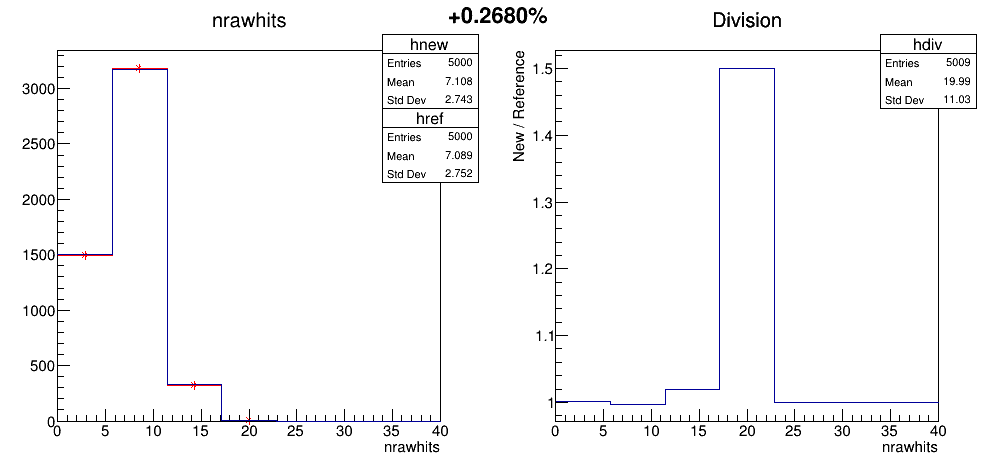 +0.2680%
nrawhits
hnew
Entries 5000
Mean 7.108
Std Dev 2.743
href
Entries 5000
Mean 7.089
Std Dev 2.752
3000
2500
2000
1500
1000
500
0
0 5 10 15 20 25 30 35 40
nrawhits
Division
hdiv
Entries 5009
Mean 19.99
Std Dev 11.03
New / Reference
1.5
1.4
1.3
1.2
1.1
1
0 5 10 15 20 25 30 35 40
nrawhits